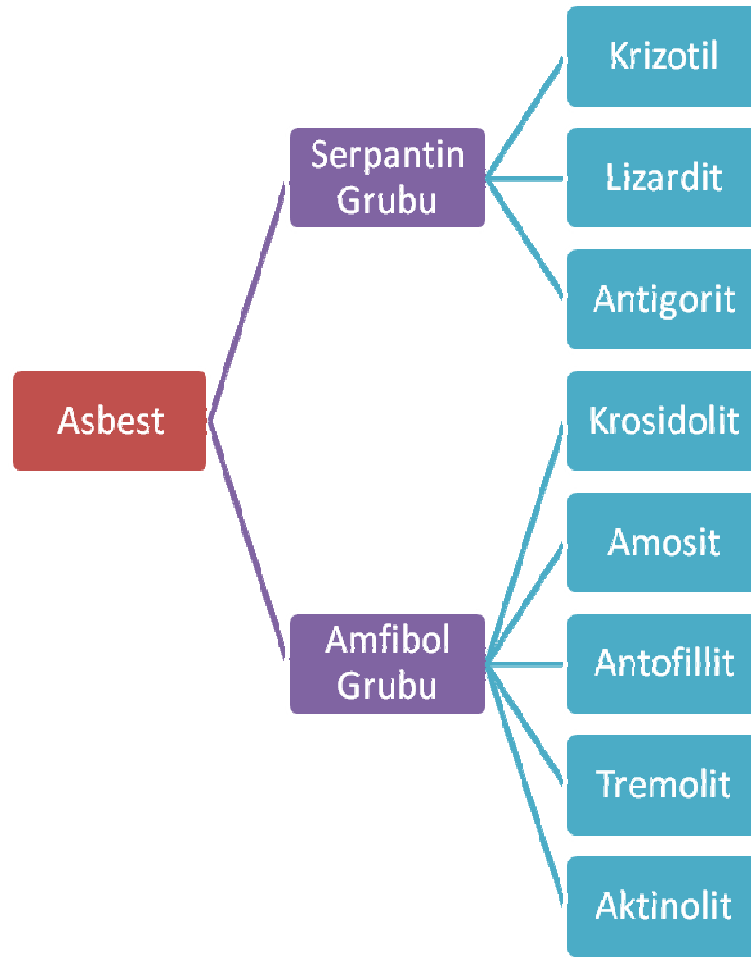 Asbest
Serpantin
Grubu
Krizotil
Lizardit
Antigorit
Amfibol
Grubu
Krosidolit
Amosit
Antofillit
Tremolit
Aktinolit